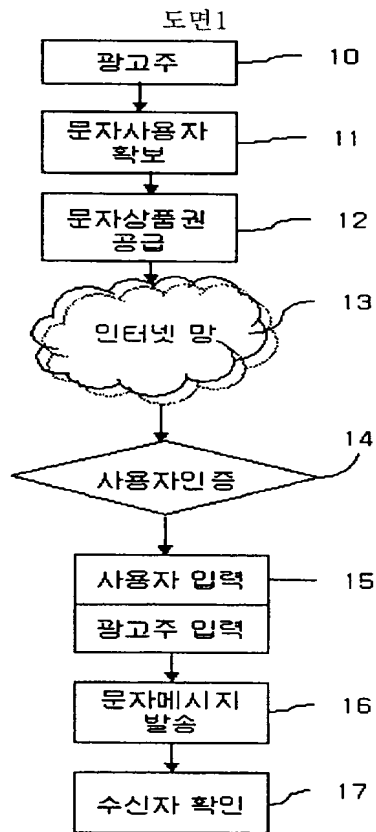 도면1
광고주
10
문자사용자
확보
11
문자상품권
공급
12
인터넷 망
13
사용자인증
14
사용자 입력
광고주 입력
15
문자메시지
발송
16
수신자 확인
17